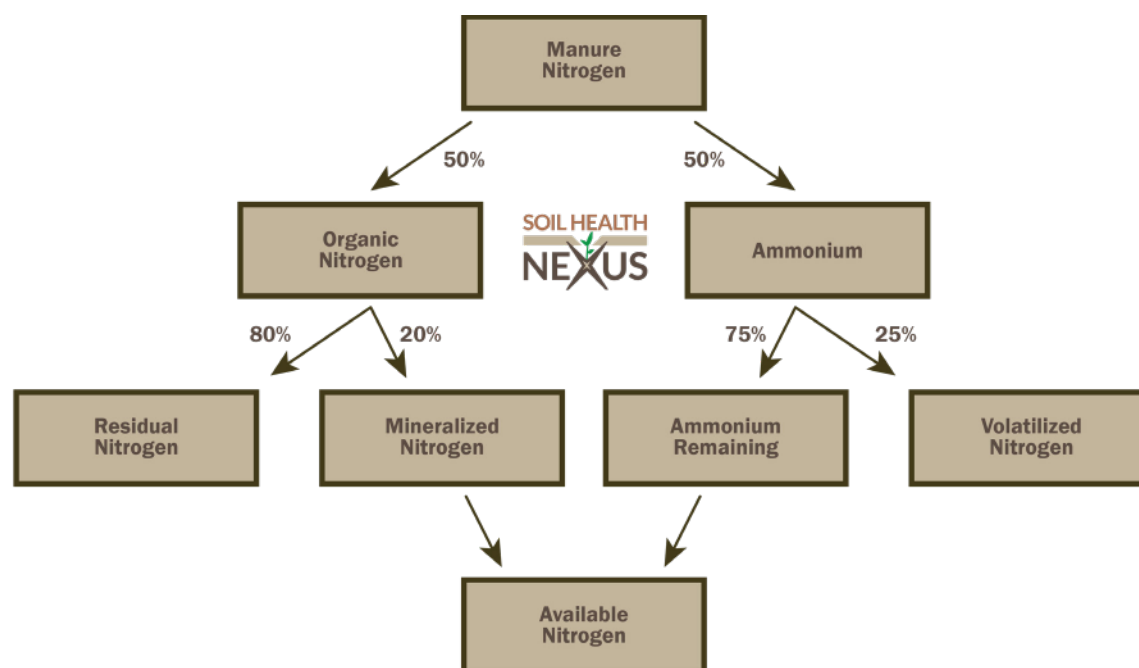 Manure
Nitrogen
50%
50%
Organic
Nitrogen
SOIL HEALTH
NEXUS
Ammonium
80%
20%
75%
25%
Residual
Nitrogen
Mineralized
Nitrogen
Ammonium
Remaining
Volatilized
Nitrogen
Available
Nitrogen